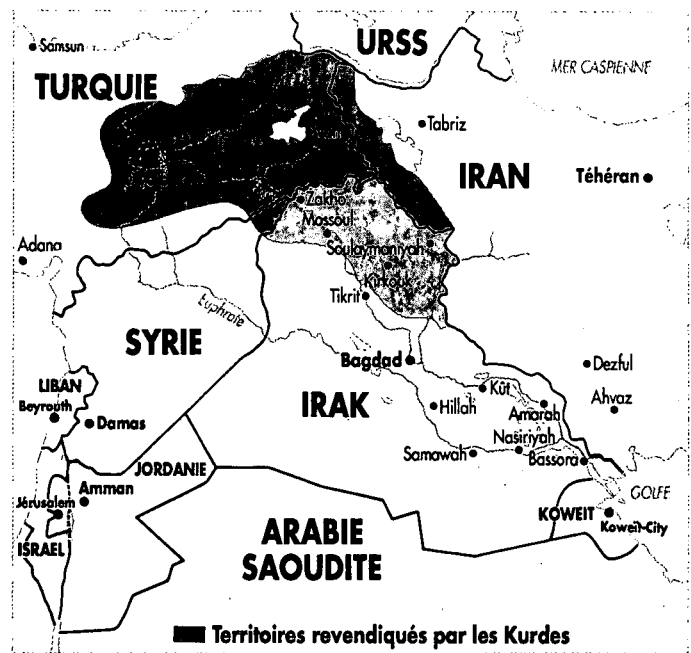 Samsun
URSS
MER CASPIENNE
TURQUIE
Tabriz
IRAN
Téhéran
Zakho
Mossoul
Soulaymaniyah
Adana
Kirkouk
Tikrit
Euphrate
SYRIE
Bagdad
Dezful
LIBAN
Beyrouth
Damas
IRAK
Kût
Hillah
Amarah
Ahvaz
Nasiriyah
Samawah
Bassora
JORDANIE
Amman
Jérusalem
GOLFE
KOWEIT
Koweït-City
ISRAEL
ARABIE
SAOUDITE
Territoires revendiqués par les Kurdes